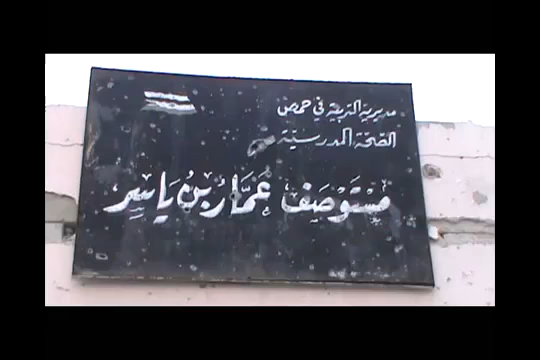 مديرية التربية في حمص
الصحة المدرسية
مستوصف عمار بن ياسر